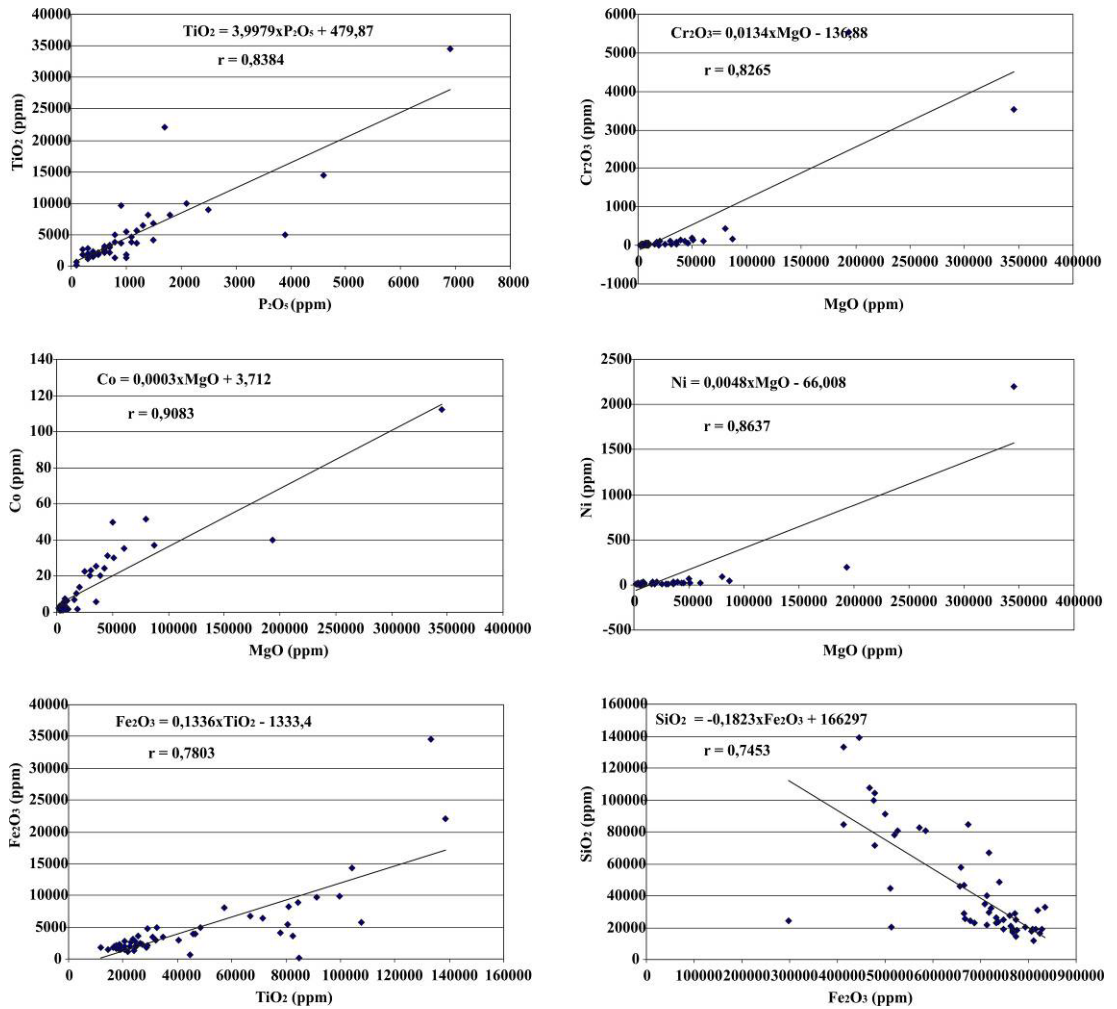 TiO₂ = 3,9979xP₂O₅ + 479,87
r = 0,8384
TiO₂ (ppm)
40000
35000
30000
25000
20000
15000
10000
5000
0
0 1000 2000 3000 4000 5000 6000 7000 8000
P₂O₅ (ppm)
Cr₂O₃= 0,0134xMgO - 136,88
r = 0,8265
Cr₂O₃ (ppm)
6000
5000
4000
3000
2000
1000
0
-1000
0 50000 100000 150000 200000 250000 300000 350000 400000
MgO (ppm)
Co = 0,0003xMgO + 3,712
r = 0,9083
Co (ppm)
140
120
100
80
60
40
20
0
0 50000 100000 150000 200000 250000 300000 350000 400000
MgO (ppm)
Ni = 0,0048xMgO - 66,008
r = 0,8637
Ni (ppm)
2500
2000
1500
1000
500
0
-500
0 50000 100000 150000 200000 250000 300000 350000 400000
MgO (ppm)
Fe₂O₃ = 0,1336xTiO₂ - 1333,4
r = 0,7803
Fe₂O₃ (ppm)
40000
35000
30000
25000
20000
15000
10000
5000
0
0 20000 40000 60000 80000 100000 120000 140000 160000
TiO₂ (ppm)
SiO₂ = -0,1823xFe₂O₃ + 166297
r = 0,7453
SiO₂ (ppm)
160000
140000
120000
100000
80000
60000
40000
20000
0
0 100000 200000 300000 400000 500000 600000 700000 800000 900000
Fe₂O₃ (ppm)